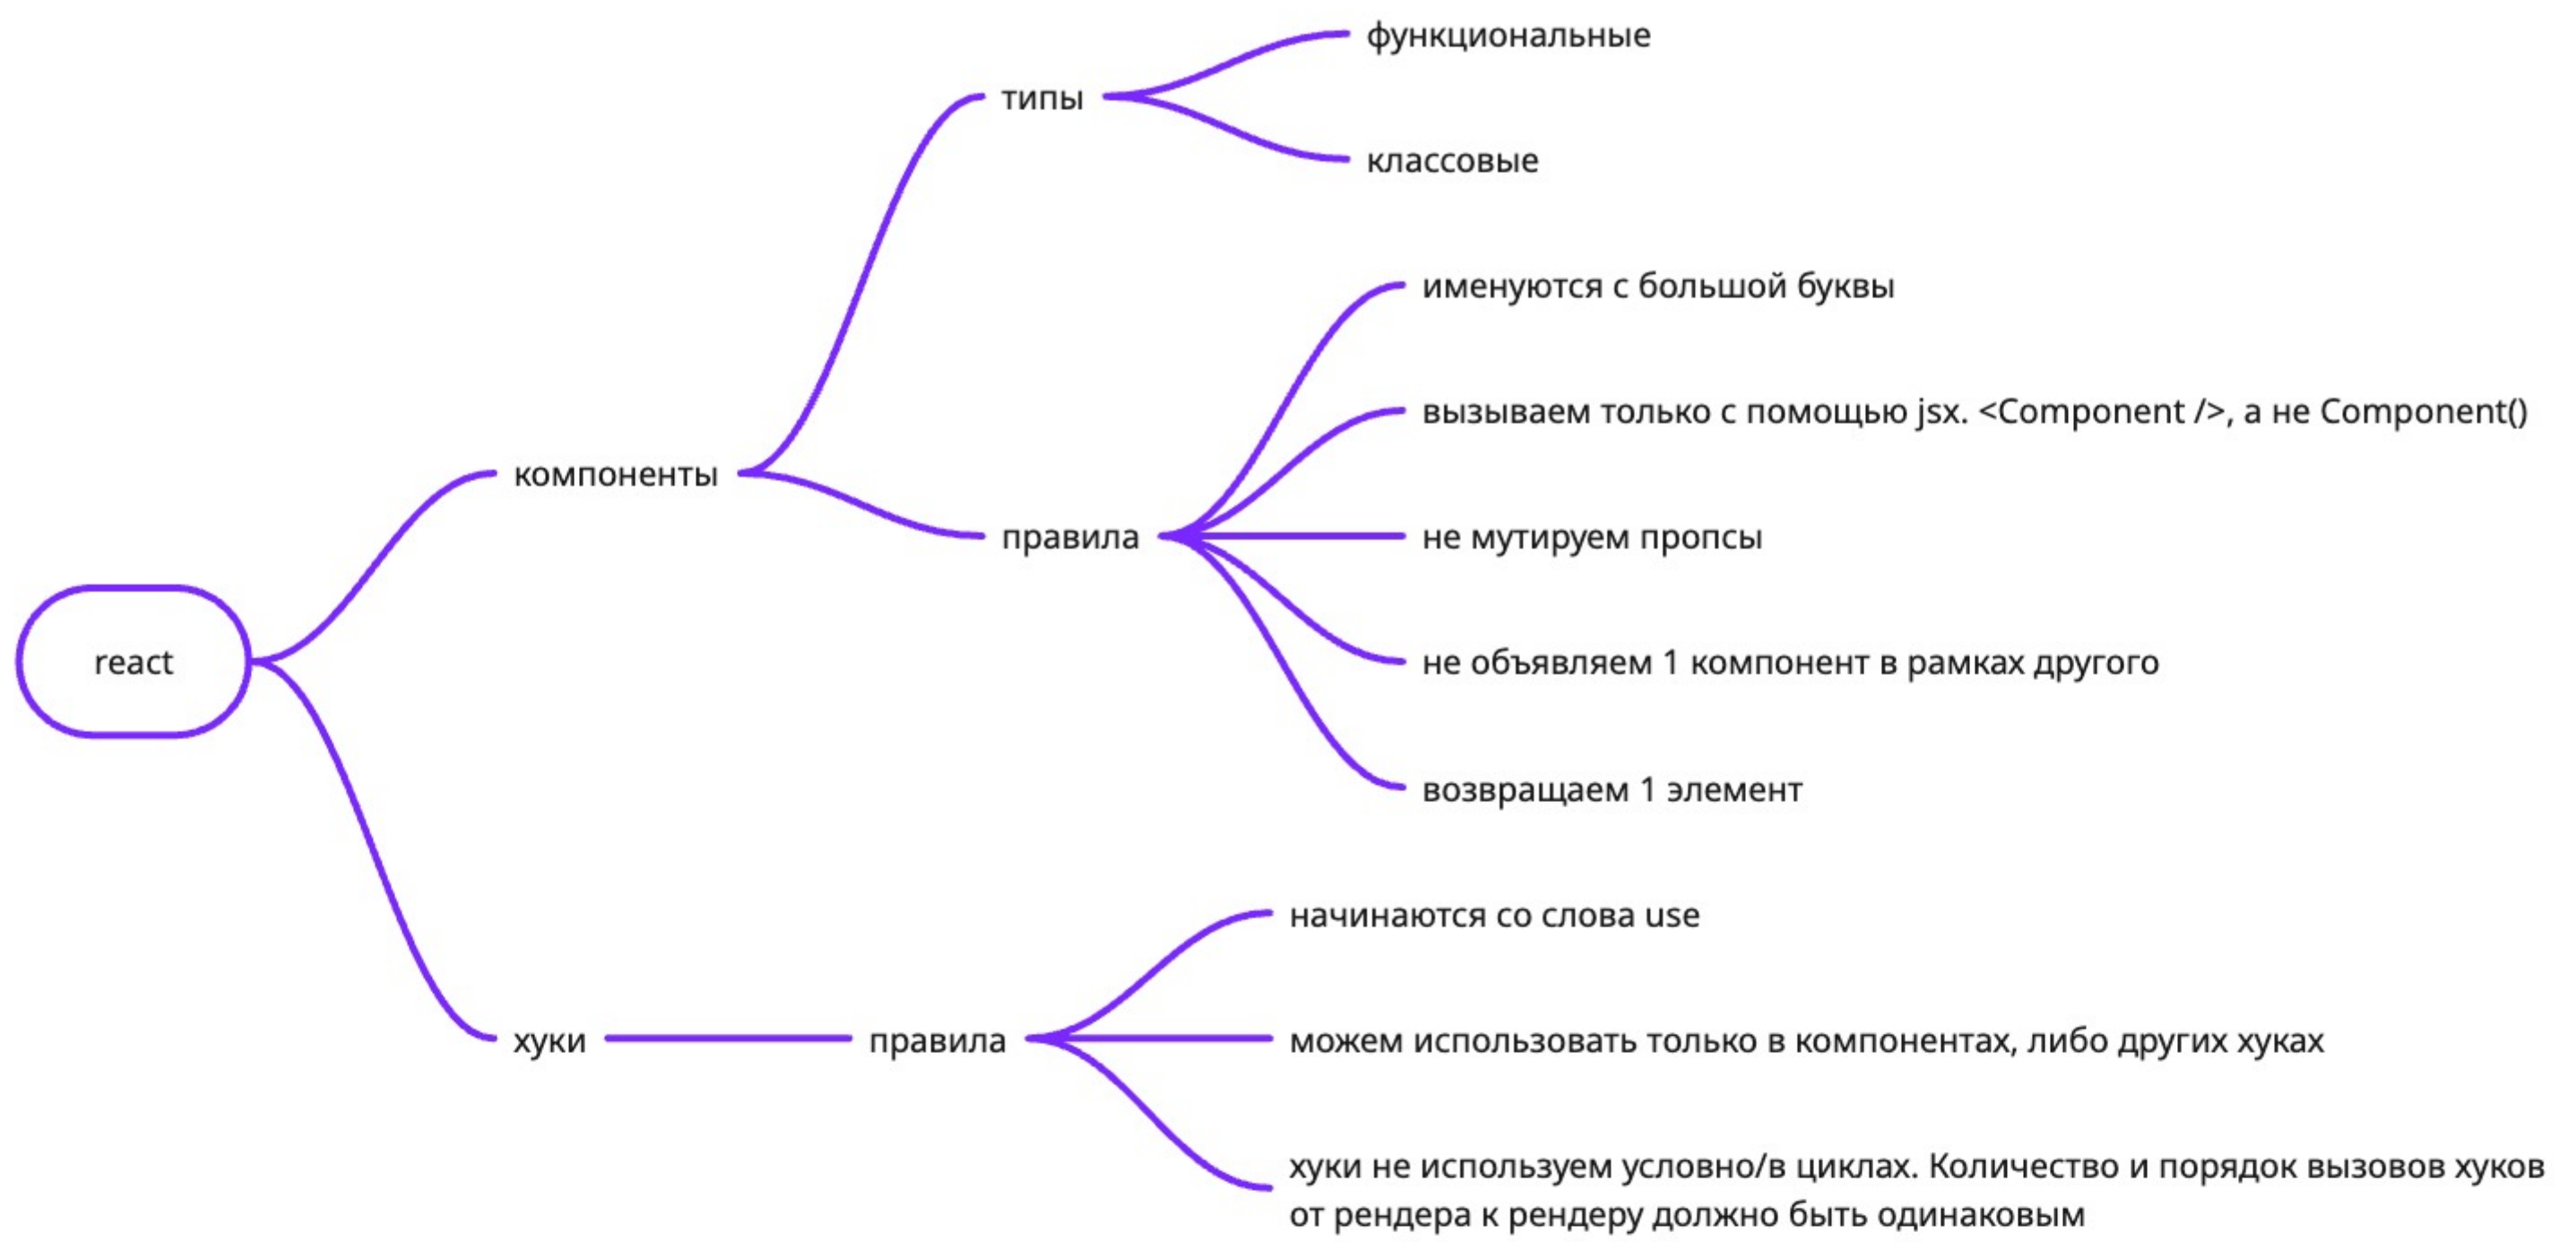 функциональные
типы
классовые
именуются с большой буквы
вызываем только с помощью jsx. <Component />, а не Component()
компоненты
правила
не мутируем пропсы
react
не объявляем 1 компонент в рамках другого
возвращаем 1 элемент
начинаются со слова use
хуки
правила
можем использовать только в компонентах, либо других хуках
хуки не используем условно/в циклах. Количество и порядок вызовов хуков
от рендера к рендеру должно быть одинаковым